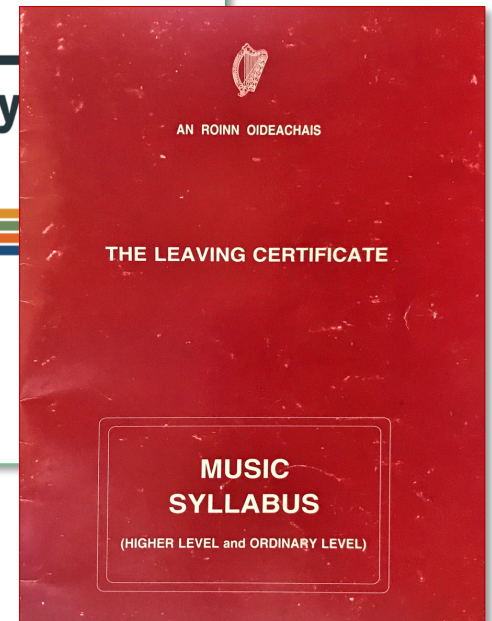 y
AN ROINN OIDEACHAIS
THE LEAVING CERTIFICATE
MUSIC
SYLLABUS
(HIGHER LEVEL and ORDINARY LEVEL)